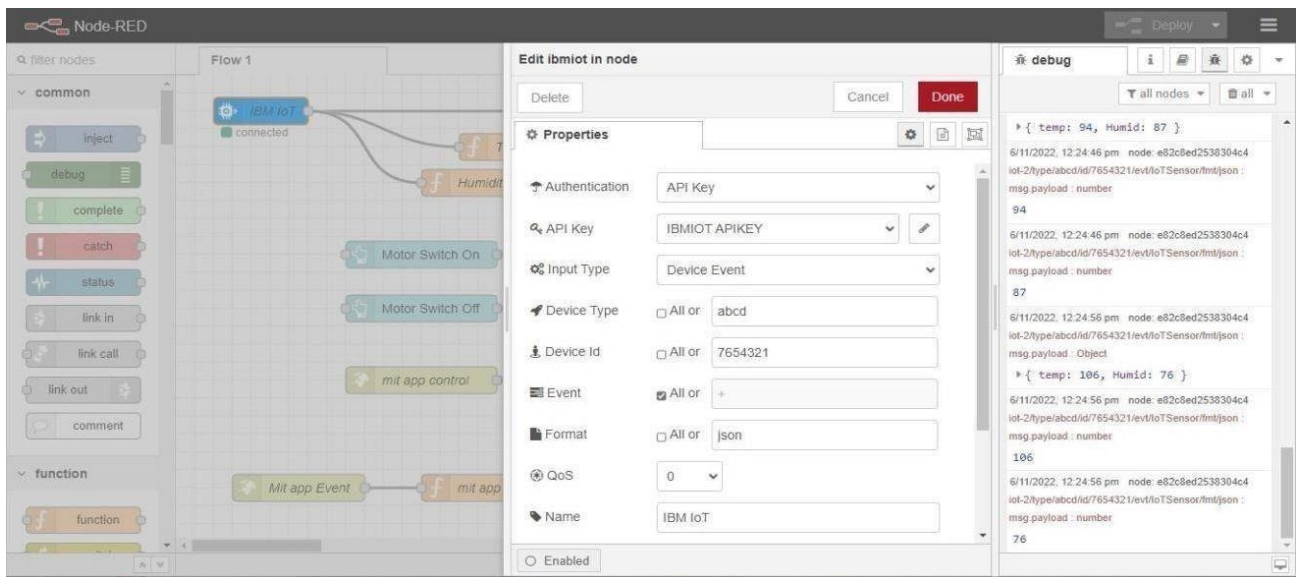 Node-RED
Deploy
filter nodes
common
inject
debug
complete
catch
status
link in
link call
link out
comment
function
function
Flow 1
IBM IoT
connected
T
Humidit
Motor Switch On
Motor Switch Off
mit app control
Mit app Event
mit app
Edit ibmiot in node
Delete
Cancel
Done
Properties
Authentication
API Key
API Key
IBMIOT APIKEY
Input Type
Device Event
Device Type
All or
abcd
Device Id
All or
7654321
Event
All or
+
Format
All or
json
QoS
0
Name
IBM IoT
Enabled
debug
i
all nodes
all
{ temp: 94, Humid: 87 }
6/11/2022, 12:24:46 pm node: e82c8ed2538304c4
iot-2/type/abcd/id/7654321/evt/IoTSensor/fmt/json :
msg.payload : number
94
6/11/2022, 12:24:46 pm node: e82c8ed2538304c4
iot-2/type/abcd/id/7654321/evt/IoTSensor/fmt/json :
msg.payload : number
87
6/11/2022, 12:24:56 pm node: e82c8ed2538304c4
iot-2/type/abcd/id/7654321/evt/IoTSensor/fmt/json :
msg.payload : Object
{ temp: 106, Humid: 76 }
6/11/2022, 12:24:56 pm node: e82c8ed2538304c4
iot-2/type/abcd/id/7654321/evt/IoTSensor/fmt/json :
msg.payload : number
106
6/11/2022, 12:24:56 pm node: e82c8ed2538304c4
iot-2/type/abcd/id/7654321/evt/IoTSensor/fmt/json :
msg.payload : number
76